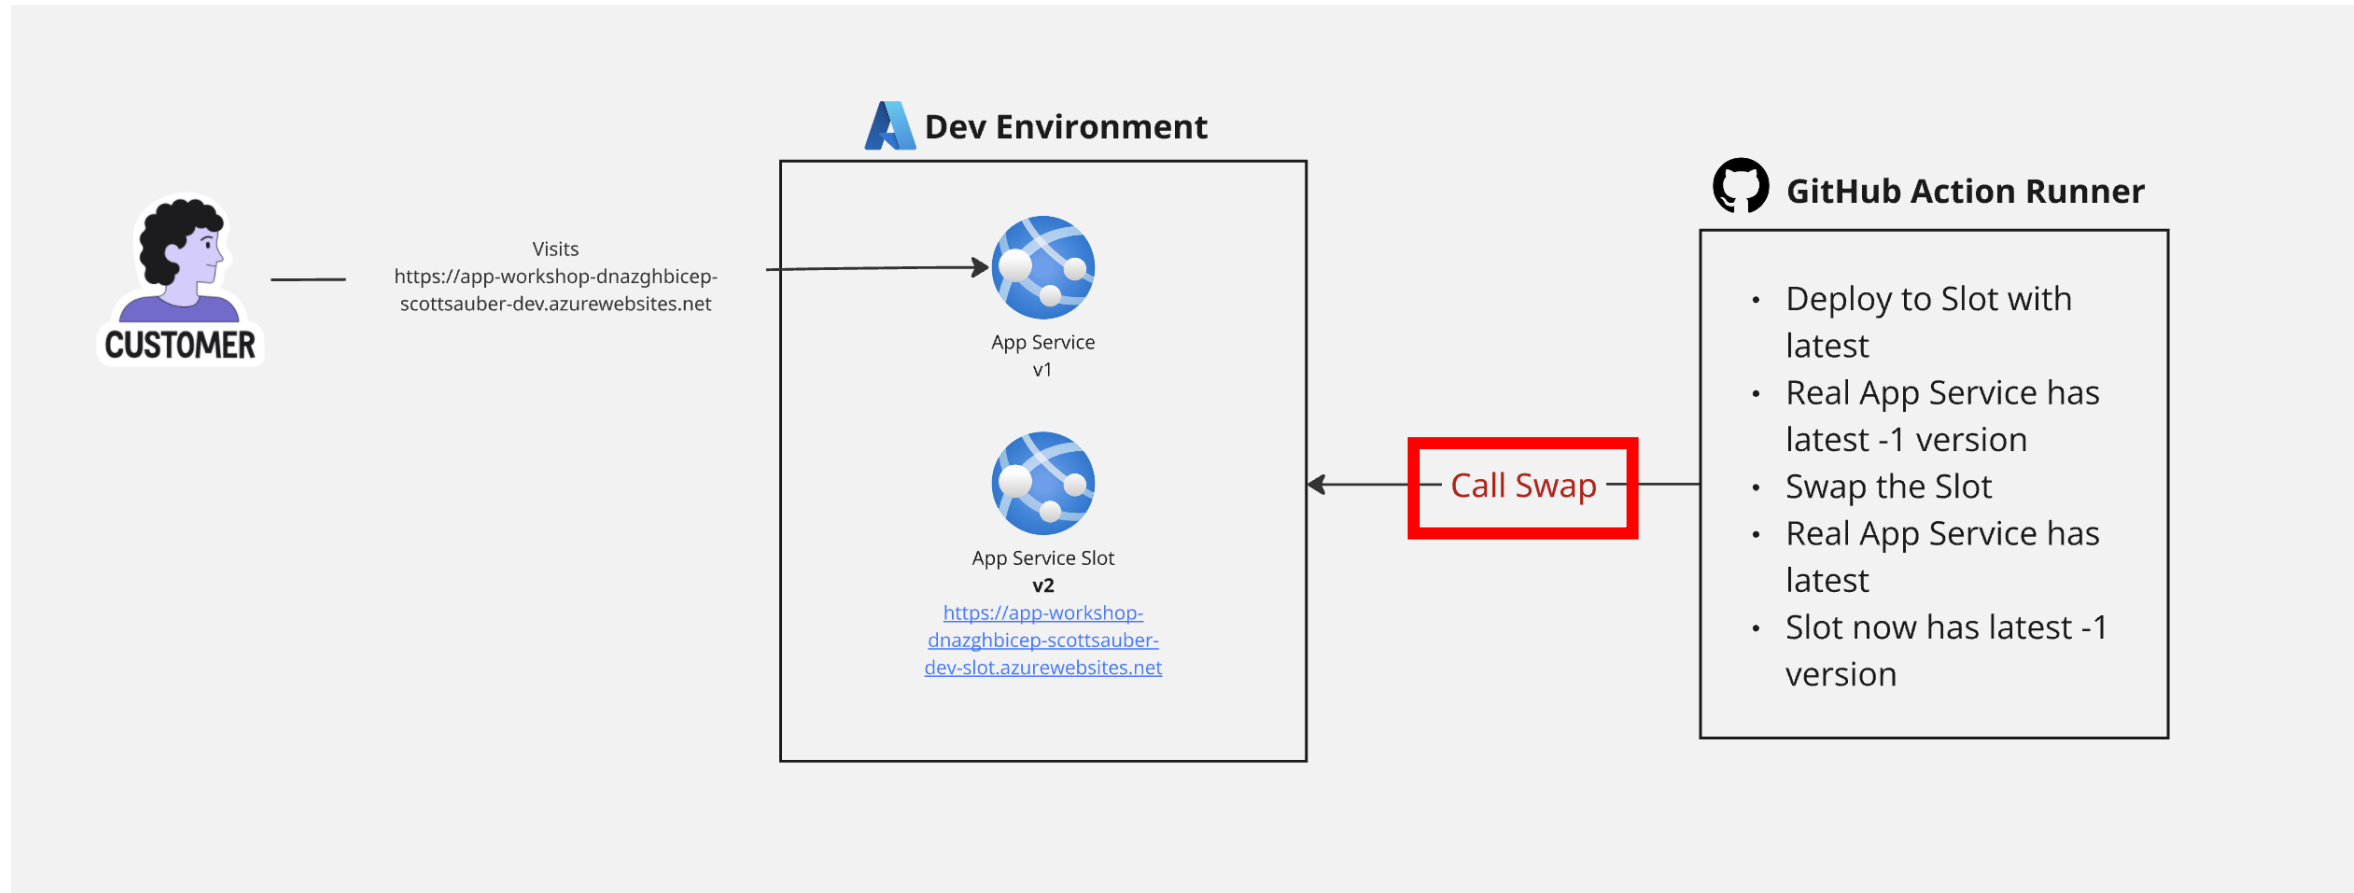 CUSTOMER
Visits
https://app-workshop-dnazghbicep-
scottsauber-dev.azurewebsites.net
Dev Environment
App Service
v1
App Service Slot
v2
https://app-workshop-
dnazghbicep-scottsauber-
dev-slot.azurewebsites.net
Call Swap
GitHub Action Runner
• Deploy to Slot with
latest
• Real App Service has
latest -1 version
• Swap the Slot
• Real App Service has
latest
• Slot now has latest -1
version